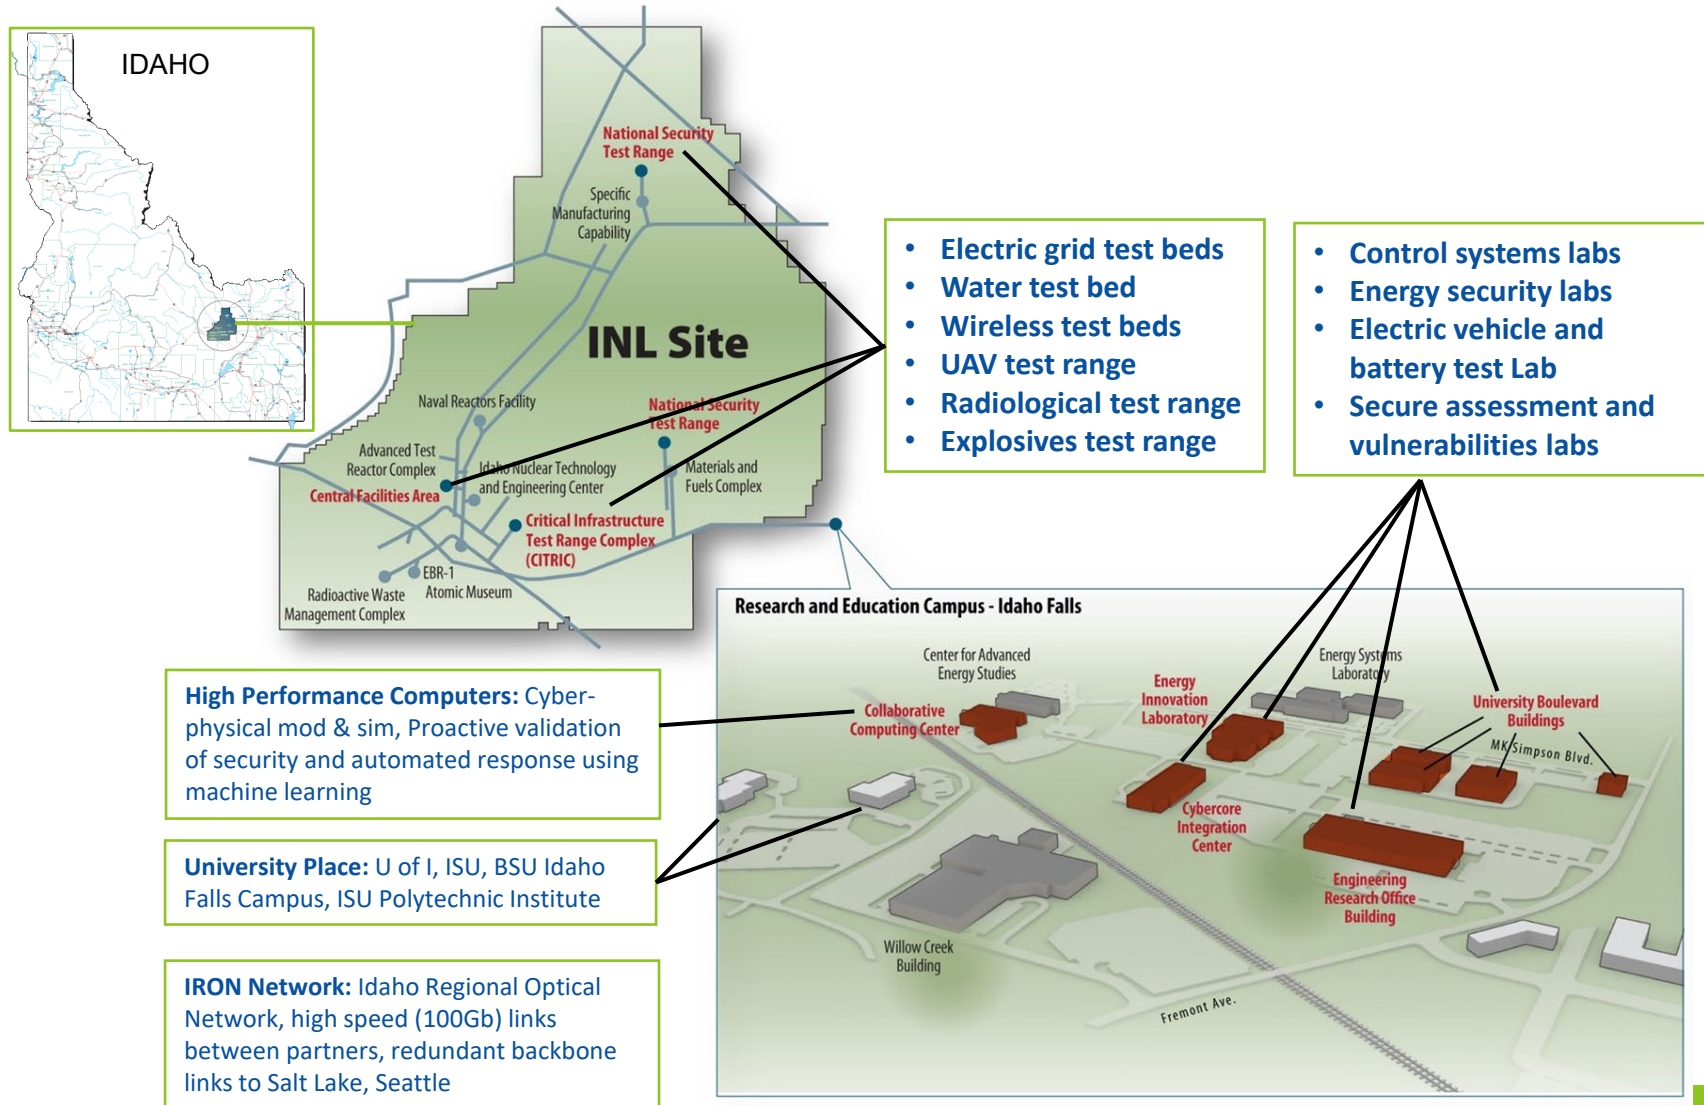 IDAHO
National Security
Test Range
Specific
Manufacturing
Capability
INL Site
Naval Reactors Facility
National Security
Test Range
Advanced Test
Reactor Complex
Idaho Nuclear Technology
and Engineering Center
Materials and
Fuels Complex
Central Facilities Area
Critical Infrastructure
Test Range Complex
(CITRIC)
EBR-1
Atomic Museum
Radioactive Waste
Management Complex
• Electric grid test beds
• Water test bed
• Wireless test beds
• UAV test range
• Radiological test range
• Explosives test range
• Control systems labs
• Energy security labs
• Electric vehicle and
battery test Lab
• Secure assessment and
vulnerabilities labs
High Performance Computers: Cyber-
physical mod & sim, Proactive validation
of security and automated response using
machine learning
University Place: U of I, ISU, BSU Idaho
Falls Campus, ISU Polytechnic Institute
IRON Network: Idaho Regional Optical
Network, high speed (100Gb) links
between partners, redundant backbone
links to Salt Lake, Seattle
Research and Education Campus - Idaho Falls
Center for Advanced
Energy Studies
Collaborative
Computing Center
Energy
Innovation
Laboratory
Energy Systems
Laboratory
University Boulevard
Buildings
MK Simpson Blvd.
Cybercore
Integration
Center
Engineering
Research Office
Building
Willow Creek
Building
Fremont Ave.